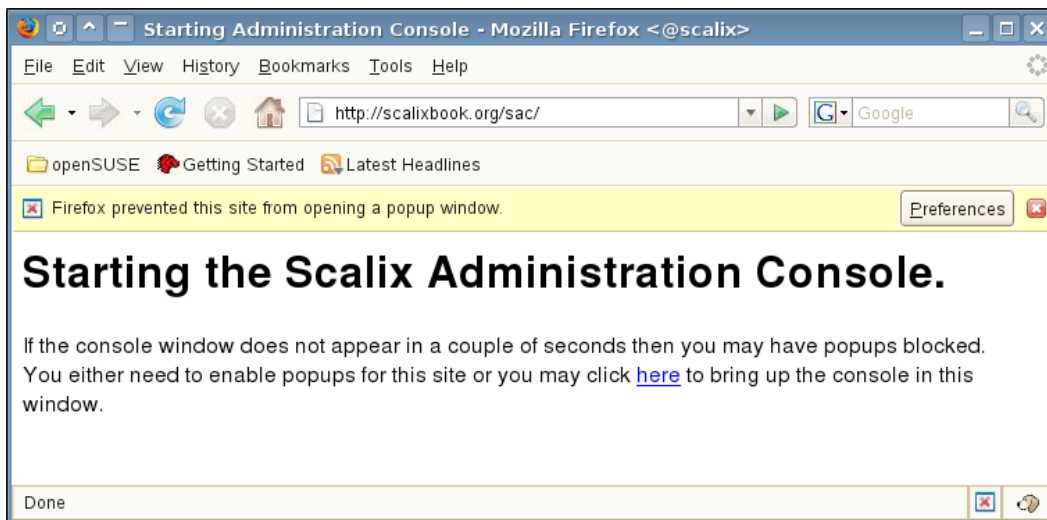 Starting Administration Console - Mozilla Firefox <@scalix>
File Edit View History Bookmarks Tools Help
http://scalixbook.org/sac/ G Google
openSUSE Getting Started Latest Headlines
Firefox prevented this site from opening a popup window. Preferences
Starting the Scalix Administration Console.
If the console window does not appear in a couple of seconds then you may have popups blocked.
You either need to enable popups for this site or you may click here to bring up the console in this
window.
Done